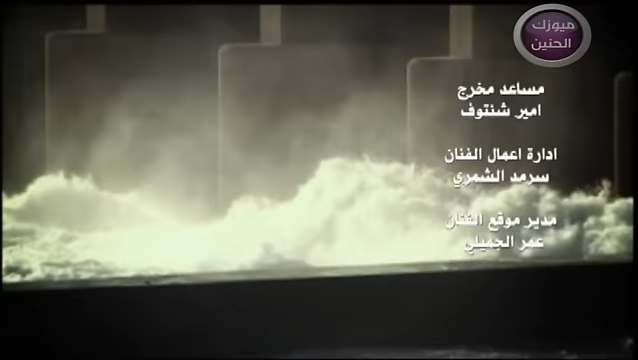 ميوزك
الحنين
مساعد مخرج
امير شنتوف
ادارة اعمال الفنان
سرمد الشمري
مدير موقع الفنان
عمر الجميلي